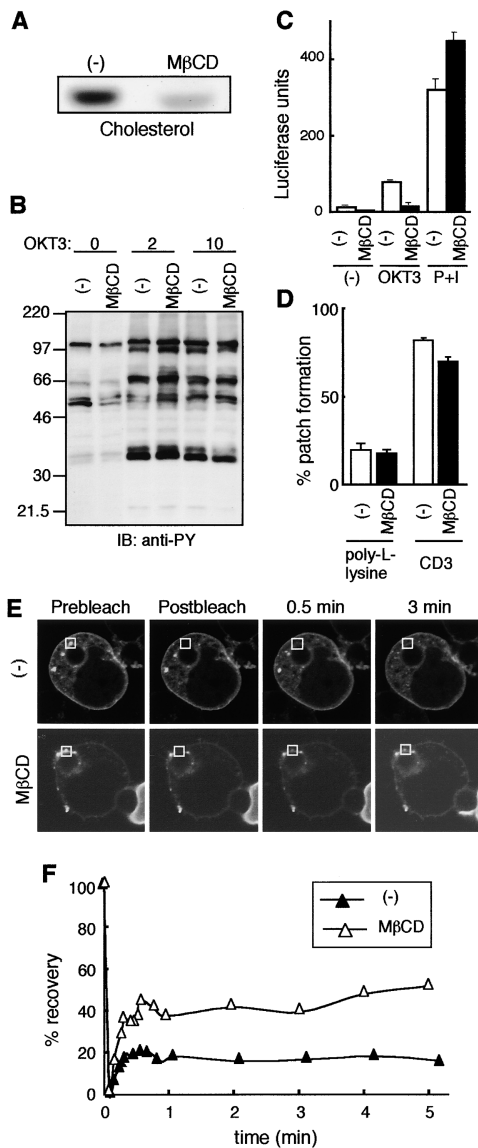 A
(-) MβCD
Cholesterol
B
OKT3: 0 2 10
(-) MβCD (-) MβCD (-) MβCD
220
97
66
46
30
21.5
IB: anti-PY
C
Luciferase units
400
200
0
(-) MβCD (-) MβCD (-) MβCD
(-) OKT3 P+I
D
% patch formation
100
50
0
(-) MβCD (-) MβCD
poly-L-
lysine
CD3
E
Prebleach Postbleach 0.5 min 3 min
(-)
MβCD
F
% recovery
100
80
60
40
20
0
0 1 2 3 4 5
time (min)
(-)
MβCD